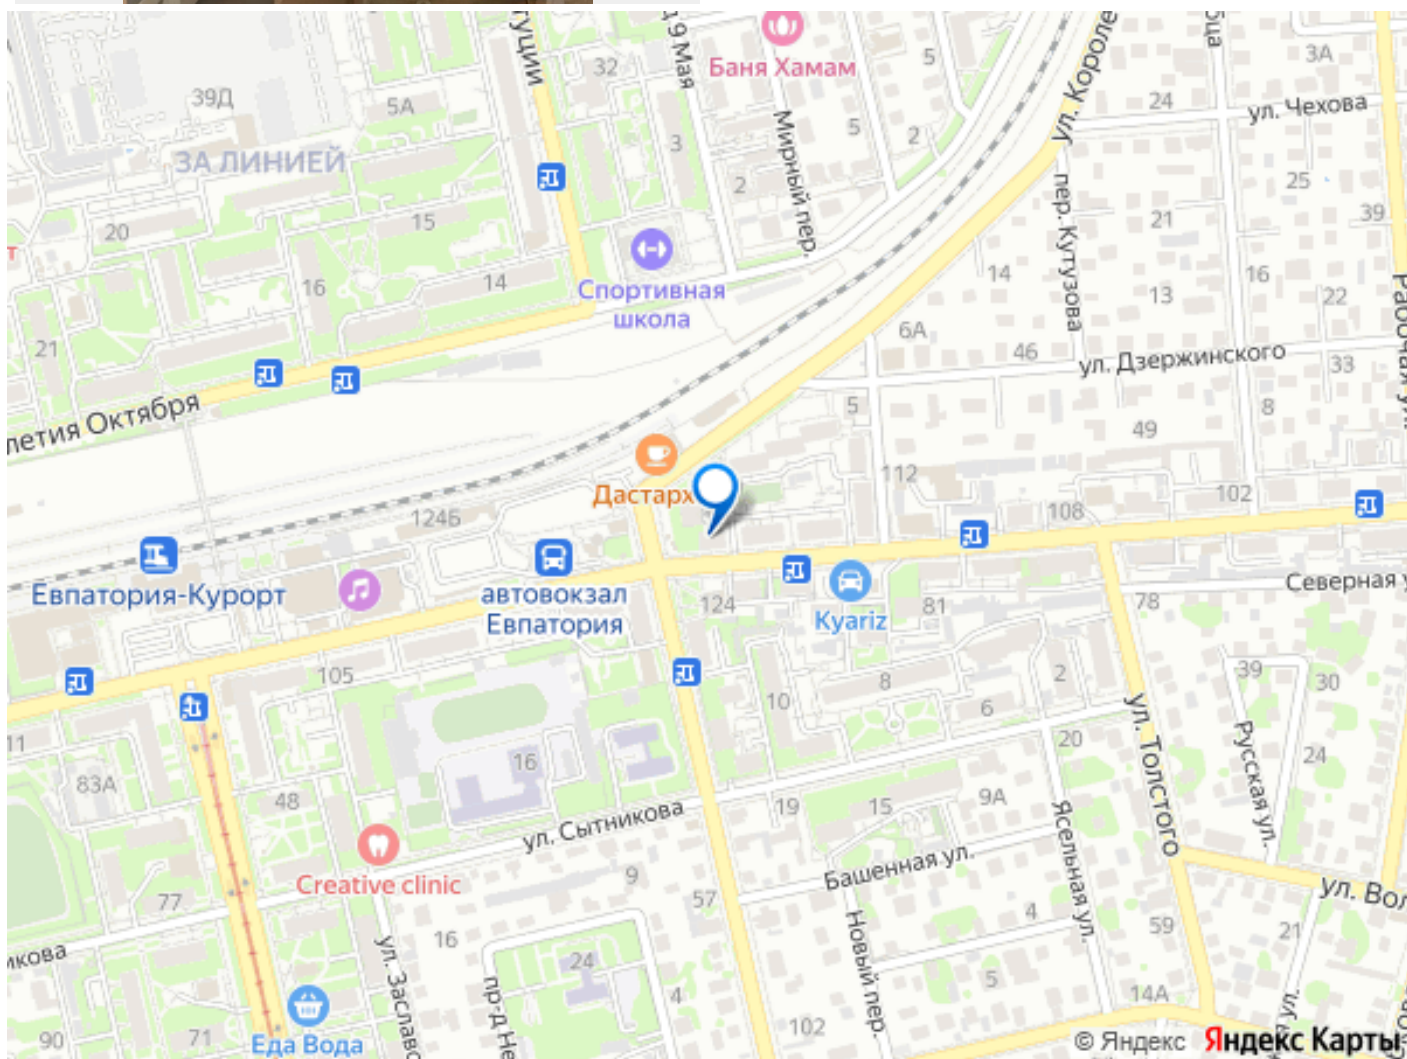 39Д
5А
32
9 Мая
Баня Хамам
5
ул. Короле
3А
24
ул. Чехова
ЗА ЛИНИЕЙ
3
5
2
Мирный пер.
пер. Кутузова
25
20
15
2
21
39
16
14
Спортивная
школа
14
13
16
22
21
6А
46
ул. Дзержинского
33
летия Октября
5
8
49
Дастарх
112
102
124Б
108
Евпатория-Курорт
автовокзал
Евпатория
124
Kyariz
81
78
Северная у
105
10
8
2
39
30
6
11
83А
16
20
ул. Толстого
Русская ул.
24
48
19
15
9А
ул. Сытникова
Ясельная ул.
Creative clinic
9
Башенная ул.
77
57
ул. Вол
16
4
59
21
икова
ул. Заславс
24
Новый пер.
5
пр-д Не
4
14А
90
71
Еда Вода
102
© Яндекс
Яндекс Карты